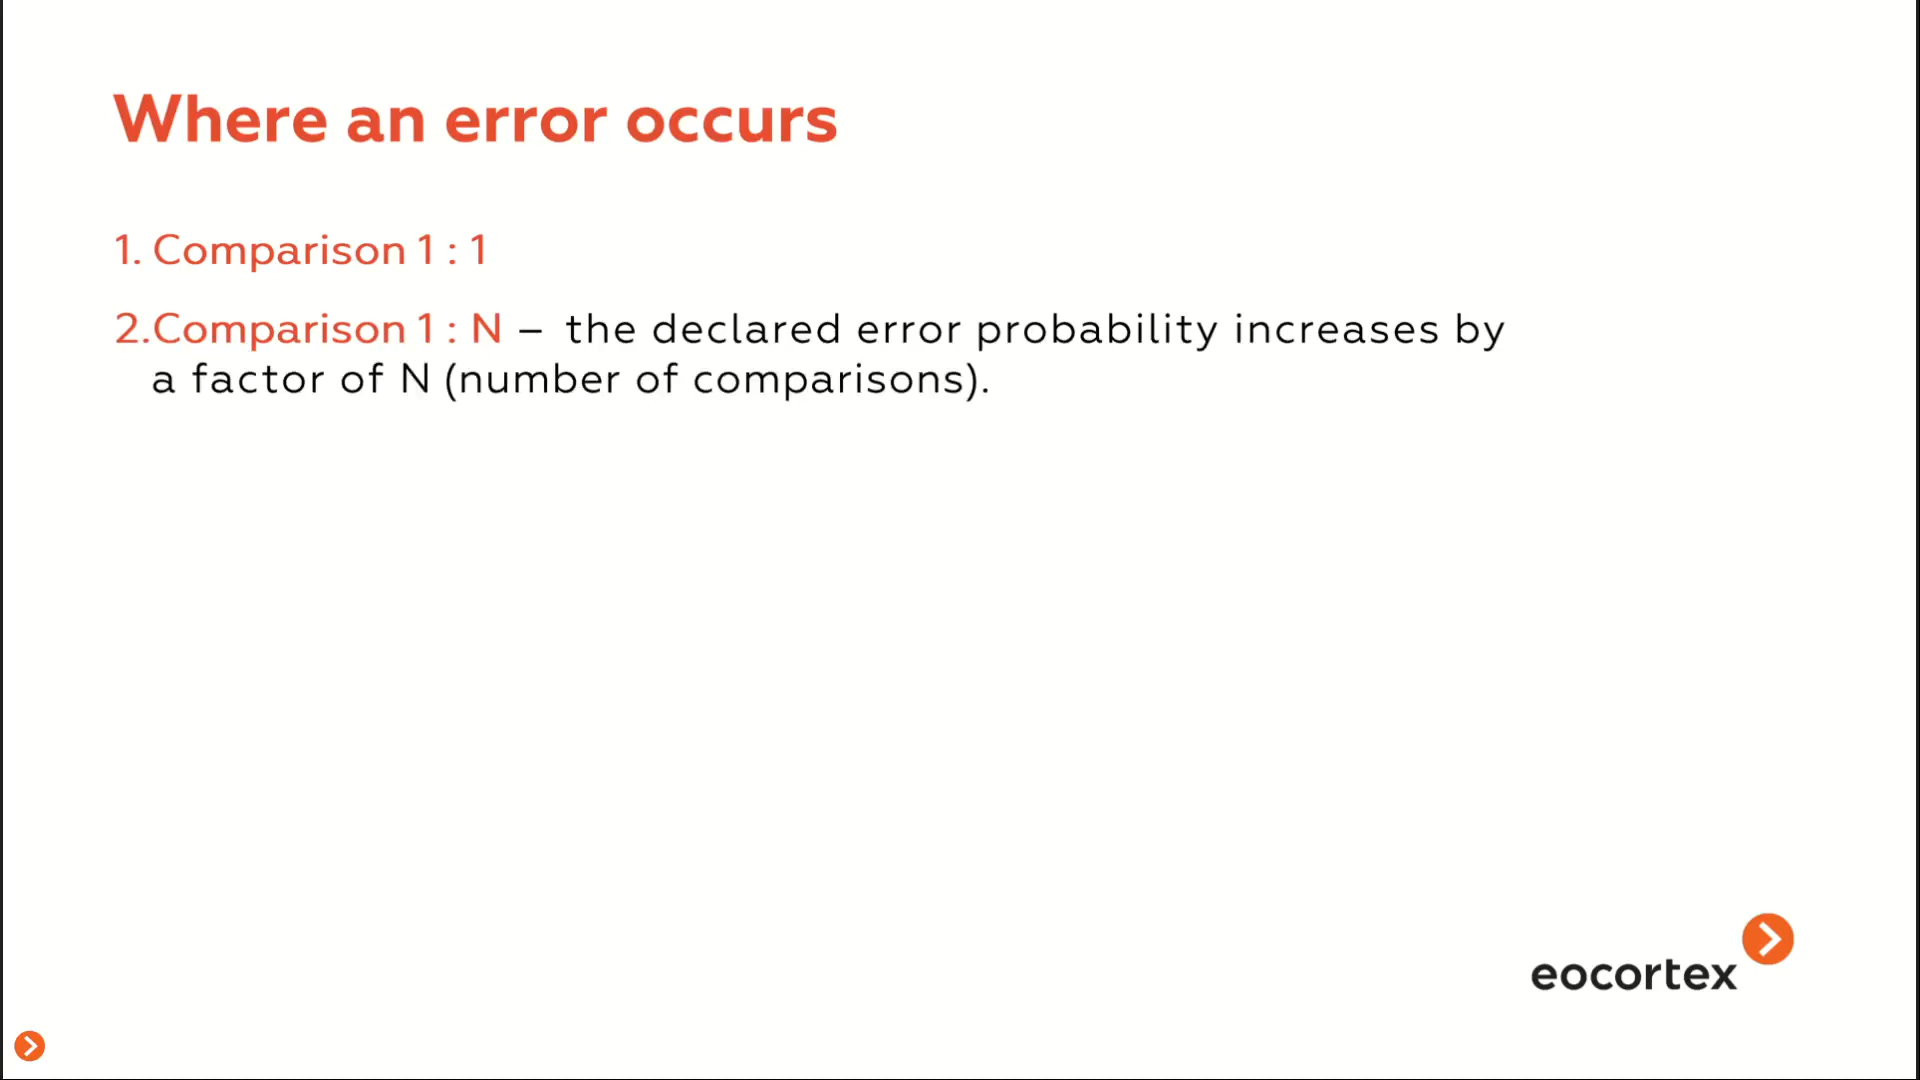 Where an error occurs
1. Comparison 1 : 1
2.Comparison 1 : N – the declared error probability increases by
a factor of N (number of comparisons).
eocortex